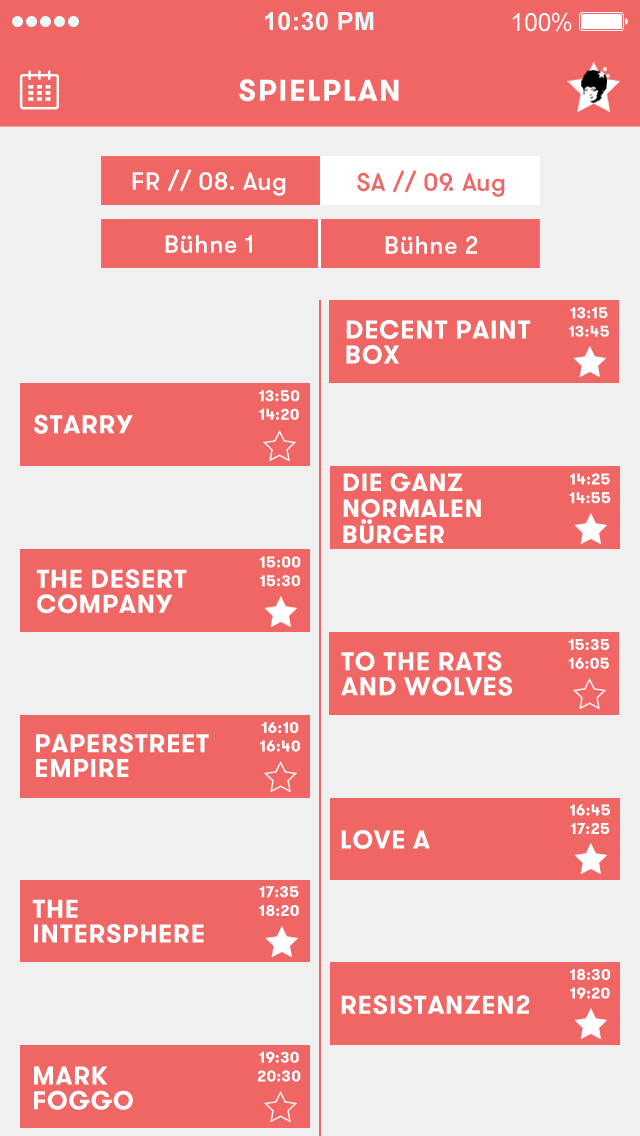 10:30 PM
100%
SPIELPLAN
FR // 08. Aug
SA // 09. Aug
Bühne 1
Bühne 2
DECENT PAINT
BOX
13:15
13:45
STARRY
13:50
14:20
DIE GANZ
NORMALEN
BÜRGER
14:25
14:55
THE DESERT
COMPANY
15:00
15:30
TO THE RATS
AND WOLVES
15:35
16:05
PAPERSTREET
EMPIRE
16:10
16:40
LOVE A
16:45
17:25
THE
INTERSPHERE
17:35
18:20
RESISTANZEN2
18:30
19:20
MARK
FOGGO
19:30
20:30